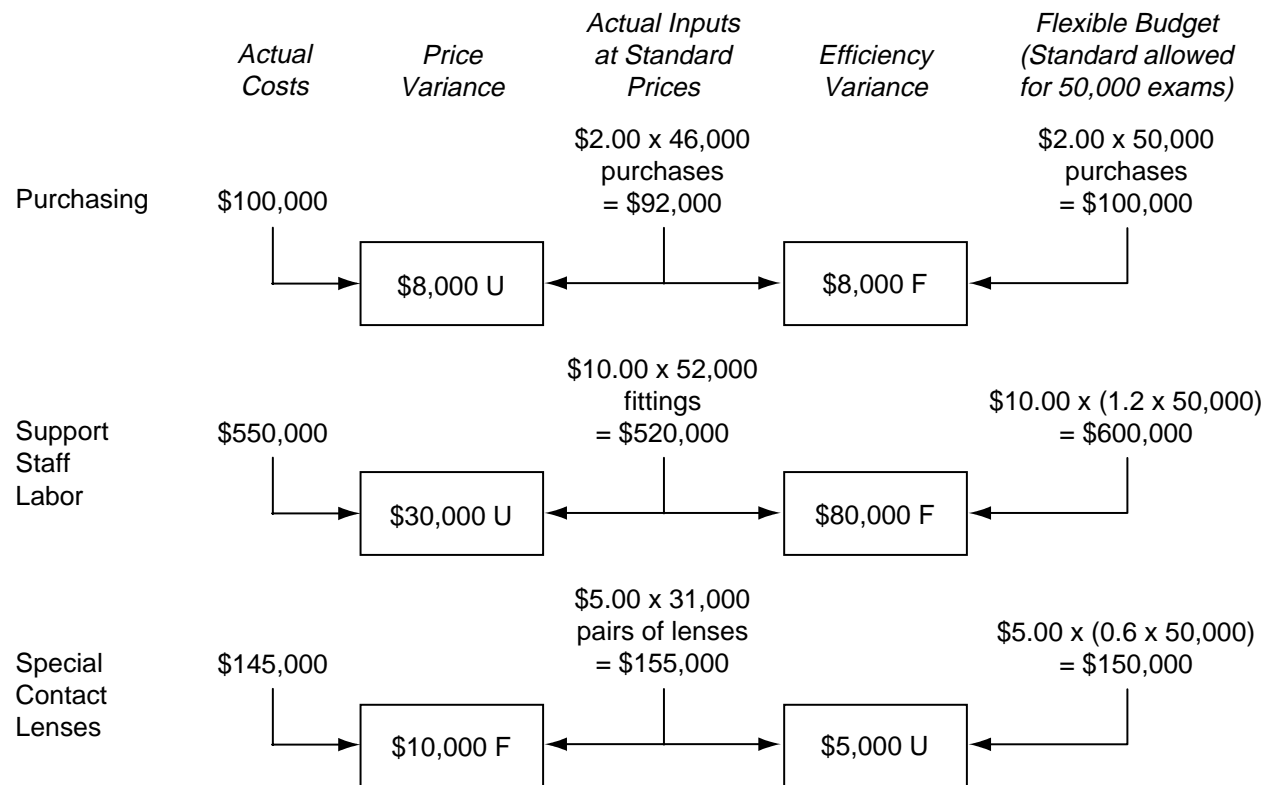 Actual
Costs
Price
Variance
Actual Inputs
at Standard
Prices
Efficiency
Variance
Flexible Budget
(Standard allowed
for 50,000 exams)
Purchasing
$100,000
$2.00 x 46,000
purchases
= $92,000
$2.00 x 50,000
purchases
= $100,000
$8,000 U
$8,000 F
Support
Staff
Labor
$550,000
$10.00 x 52,000
fittings
= $520,000
$10.00 x (1.2 x 50,000)
= $600,000
$30,000 U
$80,000 F
Special
Contact
Lenses
$145,000
$5.00 x 31,000
pairs of lenses
= $155,000
$5.00 x (0.6 x 50,000)
= $150,000
$10,000 F
$5,000 U